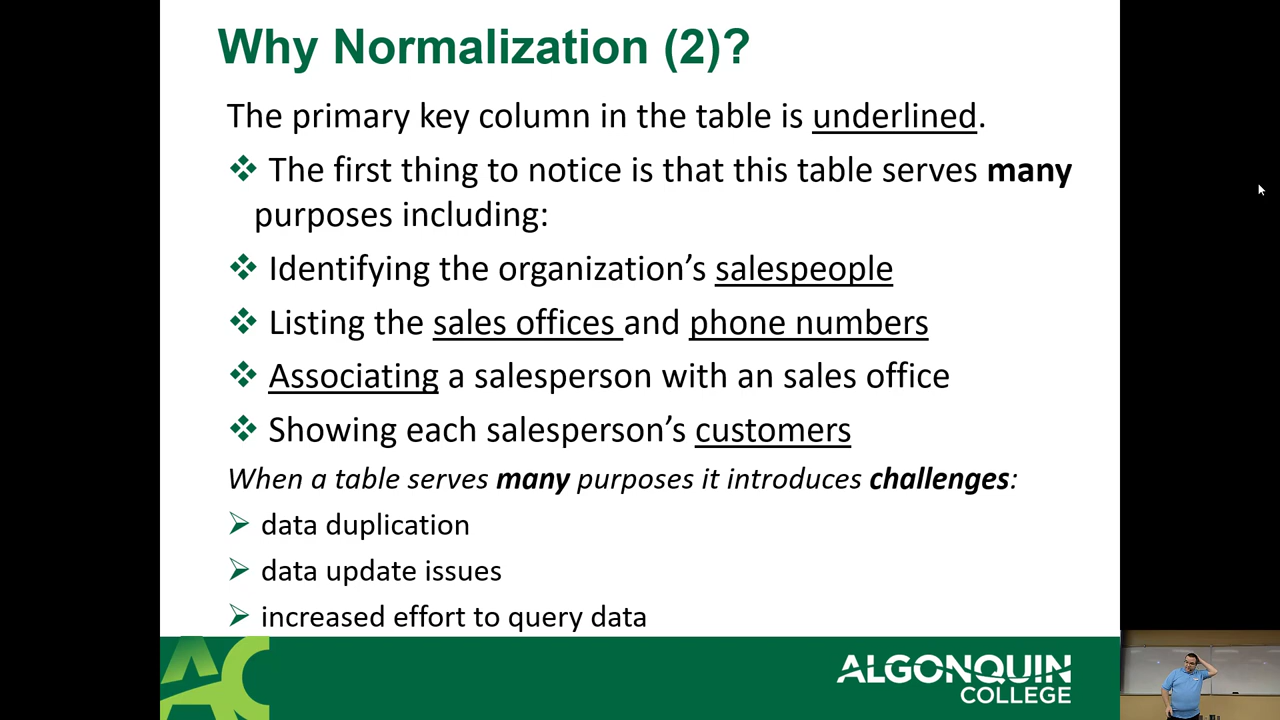 Why Normalization (2)?
The primary key column in the table is underlined.
❖ The first thing to notice is that this table serves many
purposes including:
❖ Identifying the organization’s salespeople
❖ Listing the sales offices and phone numbers
❖ Associating a salesperson with an sales office
❖ Showing each salesperson’s customers
When a table serves many purposes it introduces challenges:
➢ data duplication
➢ data update issues
➢ increased effort to query data
AC
ALGONQUIN
COLLEGE